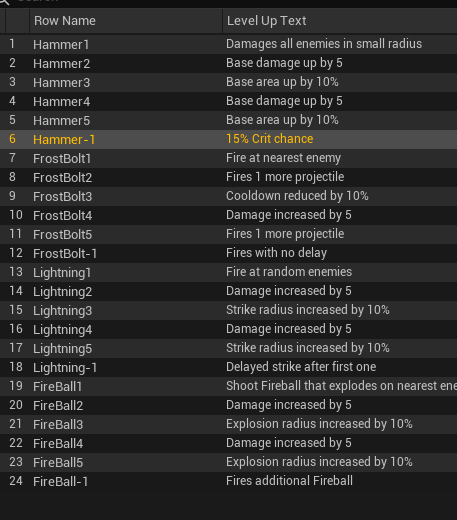 Row Name Level Up Text
1 Hammer1 Damages all enemies in small radius
2 Hammer2 Base damage up by 5
3 Hammer3 Base area up by 10%
4 Hammer4 Base damage up by 5
5 Hammer5 Base area up by 10%
6 Hammer-1 15% Crit chance
7 FrostBolt1 Fire at nearest enemy
8 FrostBolt2 Fires 1 more projectile
9 FrostBolt3 Cooldown reduced by 10%
10 FrostBolt4 Damage increased by 5
11 FrostBolt5 Fires 1 more projectile
12 FrostBolt-1 Fires with no delay
13 Lightning1 Fire at random enemies
14 Lightning2 Damage increased by 5
15 Lightning3 Strike radius increased by 10%
16 Lightning4 Damage increased by 5
17 Lightning5 Strike radius increased by 10%
18 Lightning-1 Delayed strike after first one
19 FireBall1 Shoot Fireball that explodes on nearest ene
20 FireBall2 Damage increased by 5
21 FireBall3 Explosion radius increased by 10%
22 FireBall4 Damage increased by 5
23 FireBall5 Explosion radius increased by 10%
24 FireBall-1 Fires additional Fireball